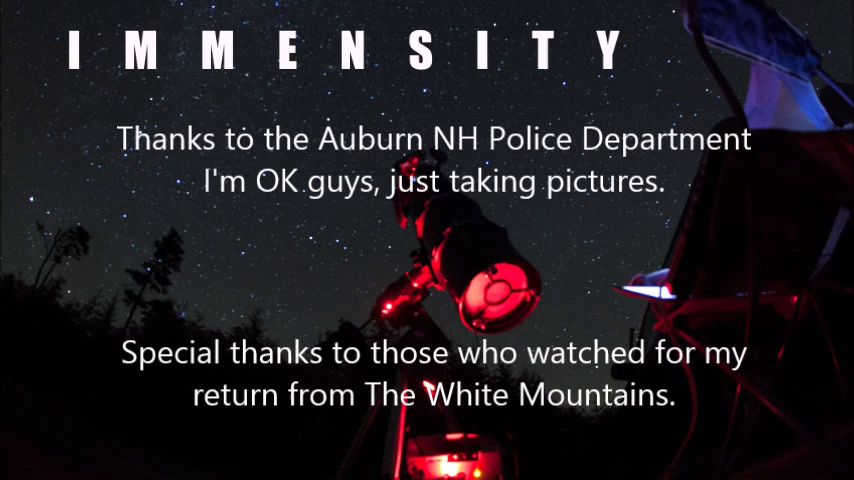 IMMENSITY
Thanks to the Auburn NH Police Department
I'm OK guys, just taking pictures.
Special thanks to those who watched for my
return from The White Mountains.